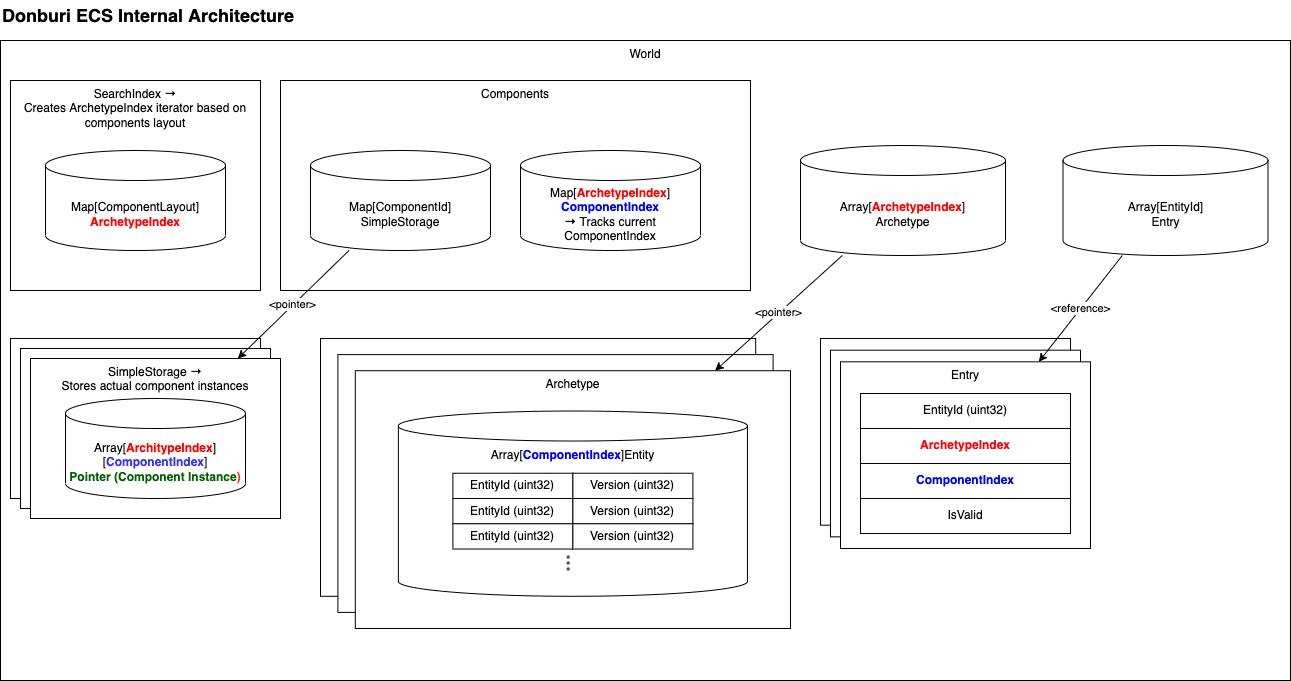 Donburi ECS Internal Architecture
World
SearchIndex →
Creates ArchetypeIndex iterator based on
components layout
Map[ComponentLayout]
ArchetypeIndex
Components
Map[ComponentId]
SimpleStorage
Map[ArchetypeIndex]
ComponentIndex
→ Tracks current
ComponentIndex
Array[ArchetypeIndex]
Archetype
Array[EntityId]
Entry
<pointer>
<pointer>
<reference>
SimpleStorage →
Stores actual component instances
Array[ArchitypeIndex]
[ComponentIndex]
Pointer (Component Instance)
Archetype
Array[ComponentIndex]Entity
EntityId (uint32) Version (uint32)
EntityId (uint32) Version (uint32)
EntityId (uint32) Version (uint32)
Entry
EntityId (uint32)
ArchetypeIndex
ComponentIndex
IsValid